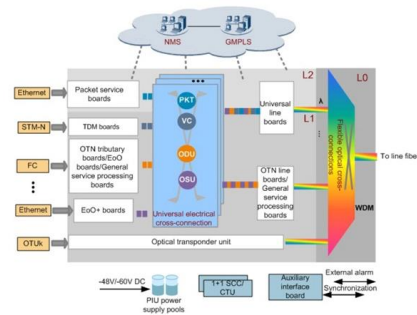 NMS
GMPLS
L2
L0
Ethernet
Packet service
boards
PKT
Universal
line boards
λ
L1
STM-N
TDM boards
VC
FC
OTN tributary
boards/EoO
boards/General
service processing
boards
ODU
OSU
OTN line
boards/
General
service
processing
boards
Flexible optical cross-
connections
To line fiber
Ethernet
EoO+ boards
Universal electrical
cross-connection
WDM
OTUk
Optical transponder unit
-48V/-60V DC
PIU power
supply pools
1+1 SCC/
CTU
Auxiliary
interface
board
External alarm
Synchronization